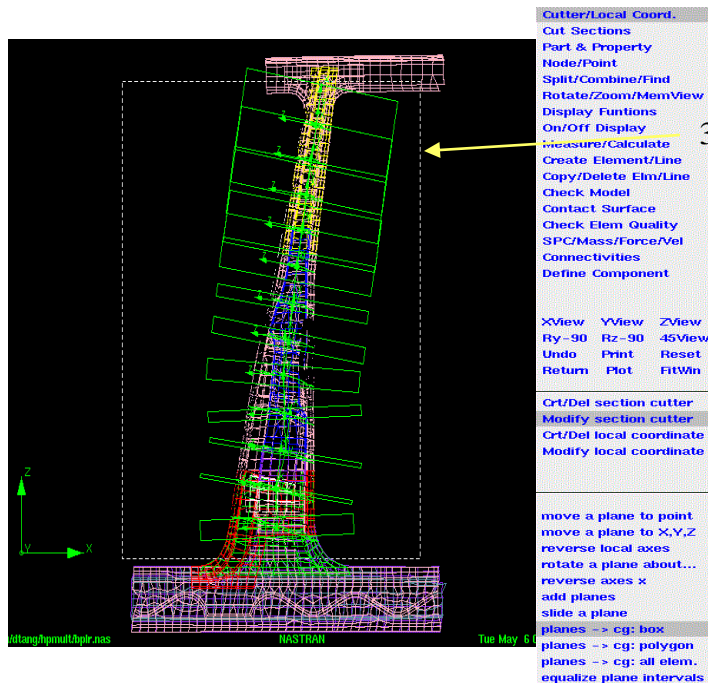 Cutter/Local Coord.
Cut Sections
Part & Property
Node/Point
Split/Combine/Find
Rotate/Zoom/MemView
Display Funtions
On/Off Display
3
Measure/Calculate
Create Element/Line
Copy/Delete Elm/Line
Check Model
Contact Surface
Check Elem Quality
SPC/Mass/Force/Vel
Connectivities
Define Component
XView YView ZView
Ry-90 Rz-90 45View
Undo Print Reset
Return Plot FitWin
Crt/Del section cutter
Modify section cutter
Crt/Del local coordinate
Modify local coordinate
move a plane to point
move a plane to X,Y,Z
reverse local axes
rotate a plane about...
reverse axes x
add planes
slide a plane
planes -> cg: box
planes -> cg: polygon
planes -> cg: all elem.
equalize plane intervals
Z
Y X
/dtang/hpmult/bplr.nas NASTRAN Tue May 6